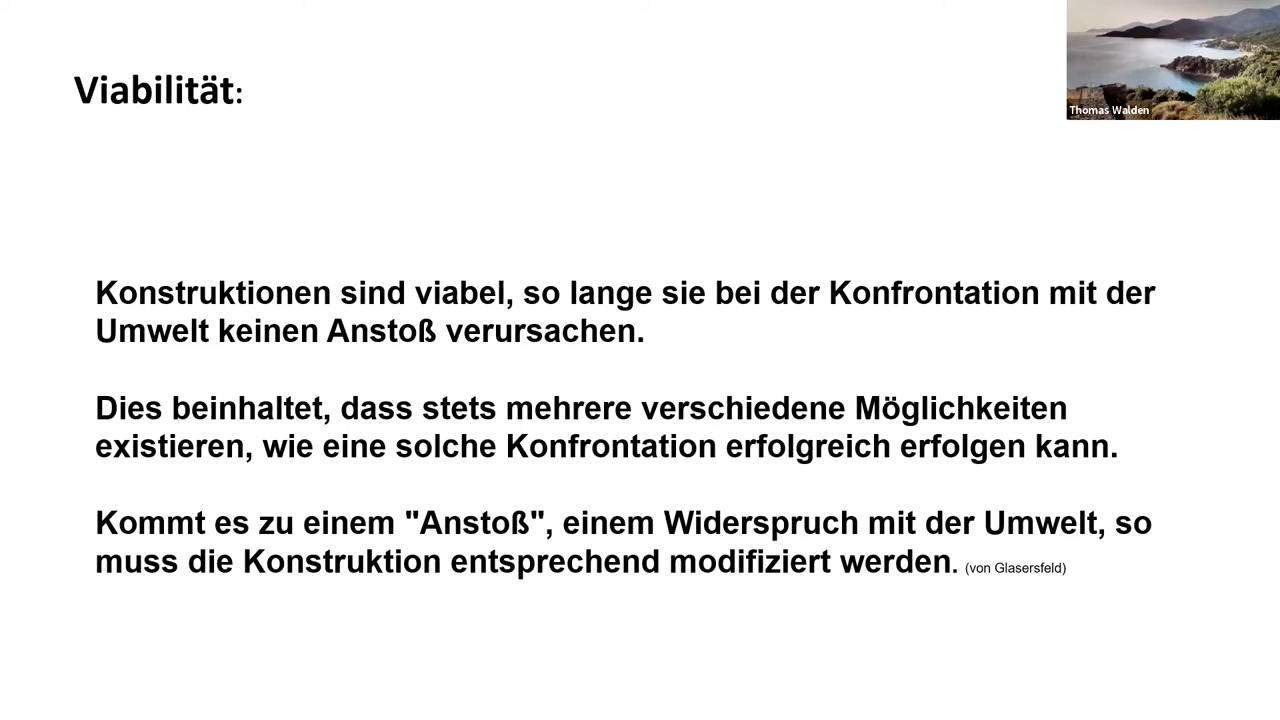 Viabilität:
Thomas Walden
Konstruktionen sind viabel, so lange sie bei der Konfrontation mit der
Umwelt keinen Anstoß verursachen.
Dies beinhaltet, dass stets mehrere verschiedene Möglichkeiten
existieren, wie eine solche Konfrontation erfolgreich erfolgen kann.
Kommt es zu einem "Anstoß", einem Widerspruch mit der Umwelt, so
muss die Konstruktion entsprechend modifiziert werden. (von Glasersfeld)